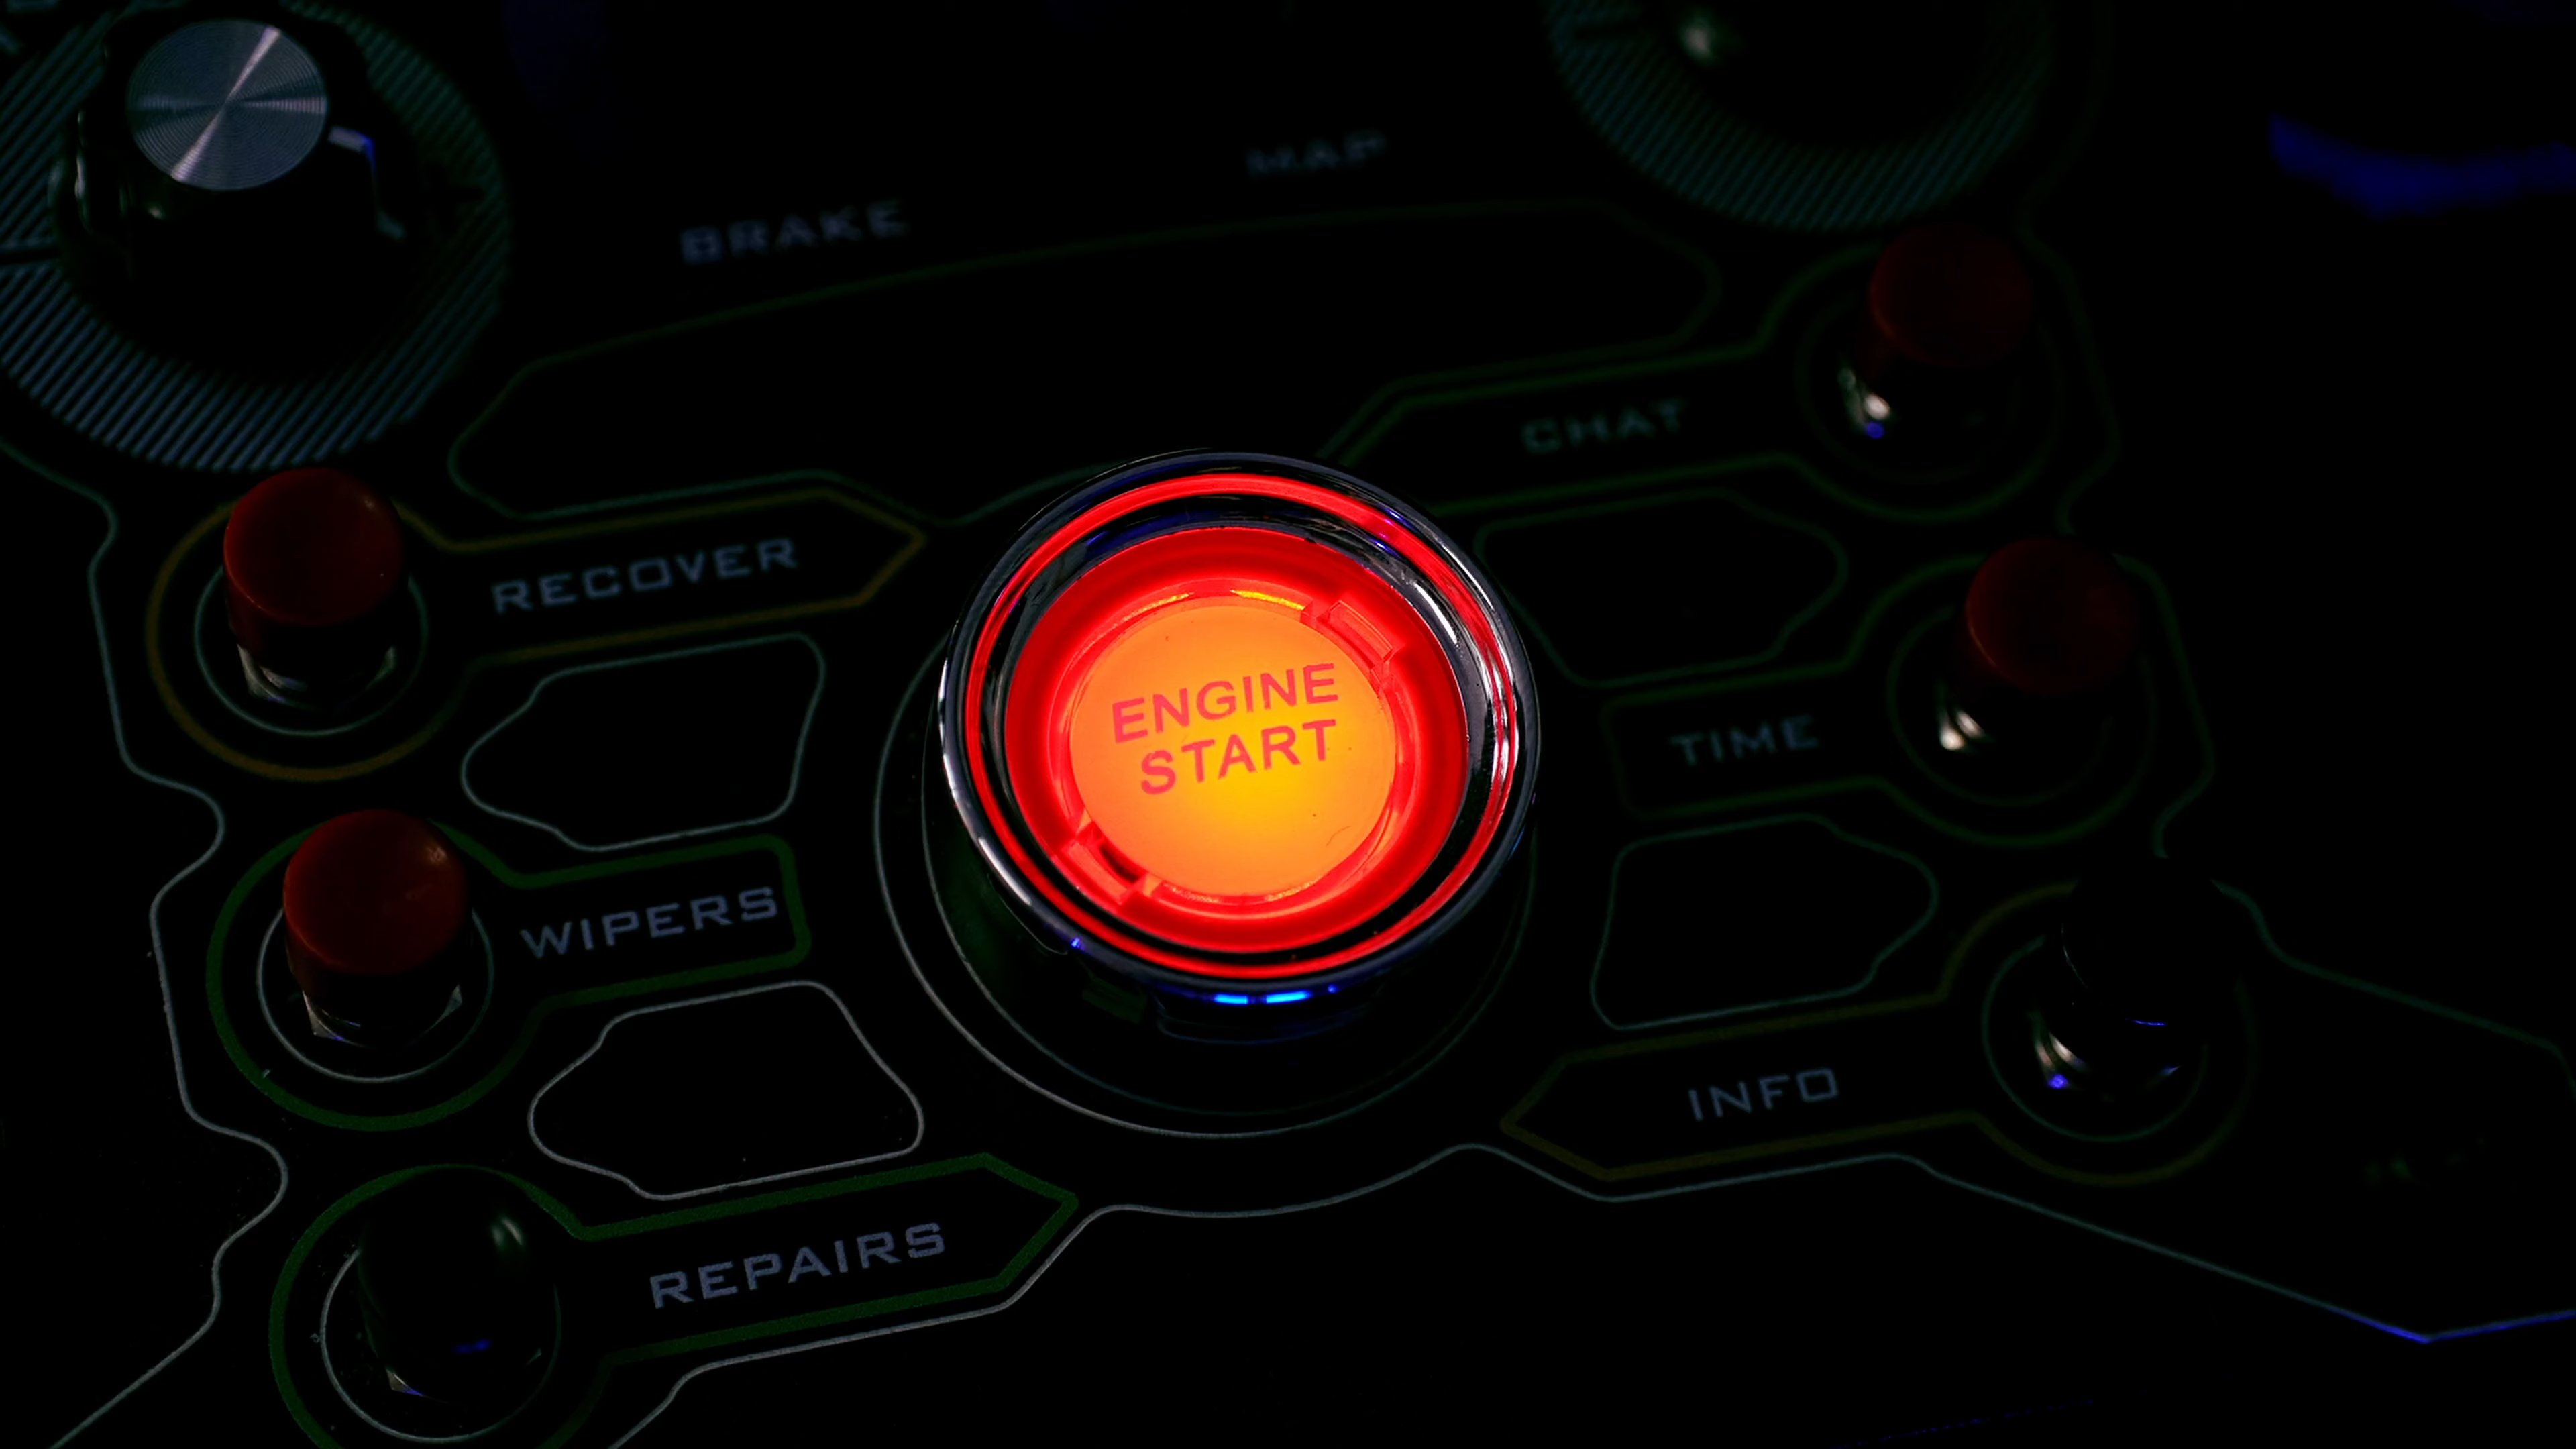 MAP
BRAKE
CHAT
RECOVER
ENGINE
START
TIME
WIPERS
INFO
REPAIRS